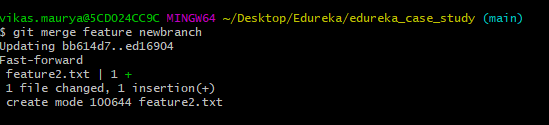 vikas.maurya@5CD024CC9C MINGW64 ~/Desktop/Edureka/edureka_case_study (main)
$ git merge feature newbranch
Updating bb614d7..ed16904
Fast-forward
 feature2.txt | 1 +
 1 file changed, 1 insertion(+)
 create mode 100644 feature2.txt